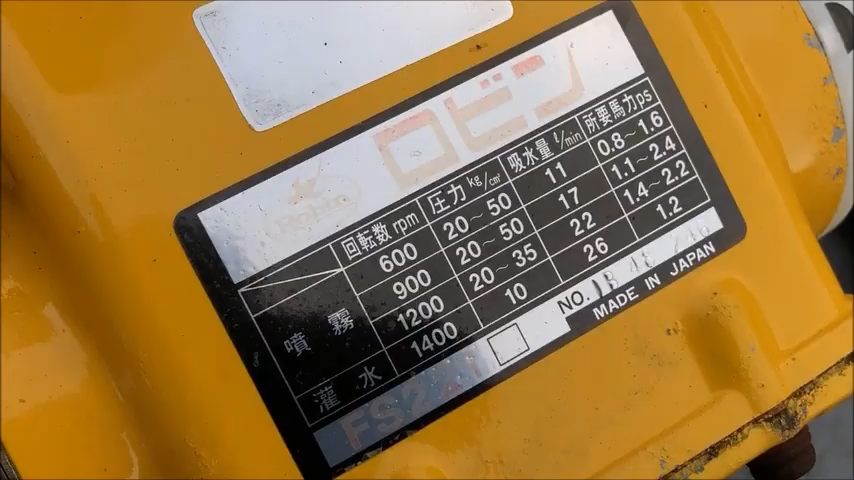 ロビン
Robin
回転数 rpm 圧力 kg/cm² 吸水量 ℓ/min 所要馬力 ps
噴霧 600 20～50 11 0.8～1.6
900 20～50 17 1.1～2.4
1200 20～35 22 1.4～2.2
灌水 1400 10 26 1.2
NO.
MADE IN JAPAN